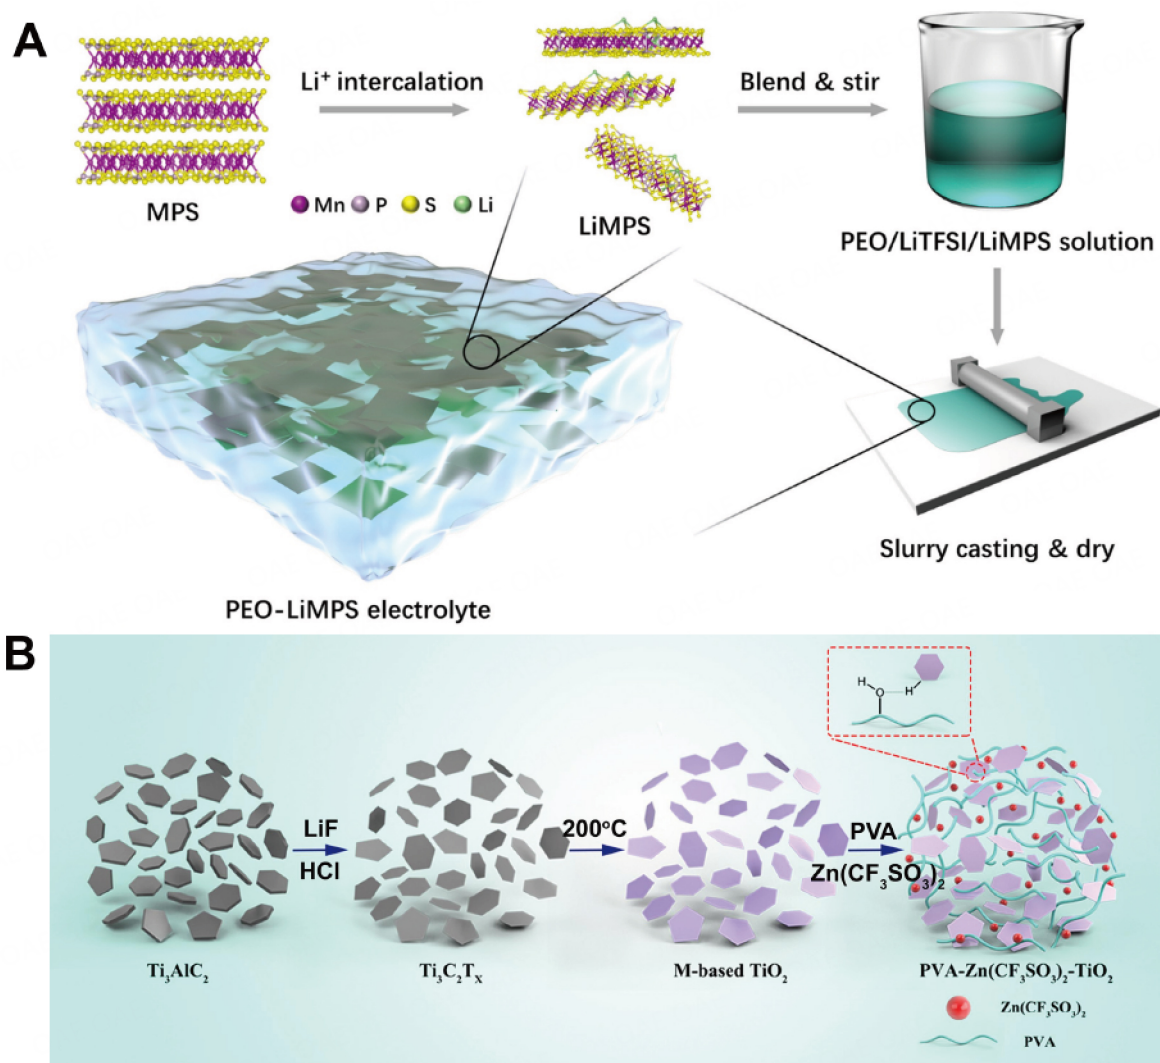 A
Li⁺ intercalation
Blend & stir
MPS
Mn P S Li
LiMPS
PEO/LiTFSI/LiMPS solution
Slurry casting & dry
PEO-LiMPS electrolyte
B
H O H
LiF
HCl
200°C
PVA
Zn(CF₃SO₃)₂
Ti₃AlC₂
Ti₃C₂Tₓ
M-based TiO₂
PVA-Zn(CF₃SO₃)₂-TiO₂
Zn(CF₃SO₃)₂
PVA